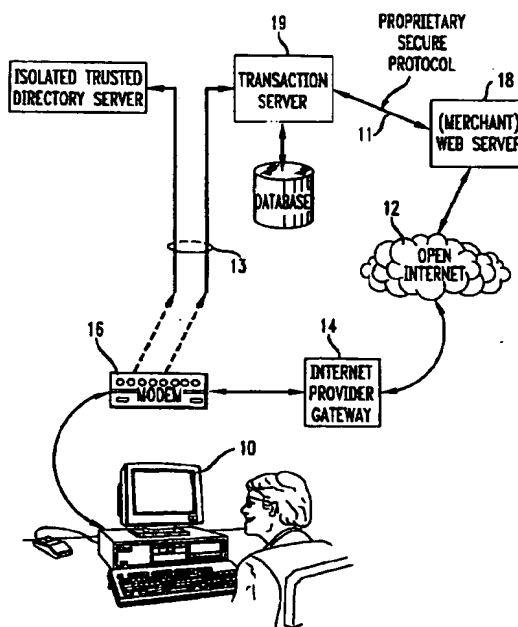 19
PROPRIETARY
SECURE
PROTOCOL
ISOLATED TRUSTED
DIRECTORY SERVER
TRANSACTION
SERVER
18
11
(MERCHANT)
WEB SERVER
DATABASE
12
OPEN
INTERNET
13
16
14
MODEM
INTERNET
PROVIDER
GATEWAY
10